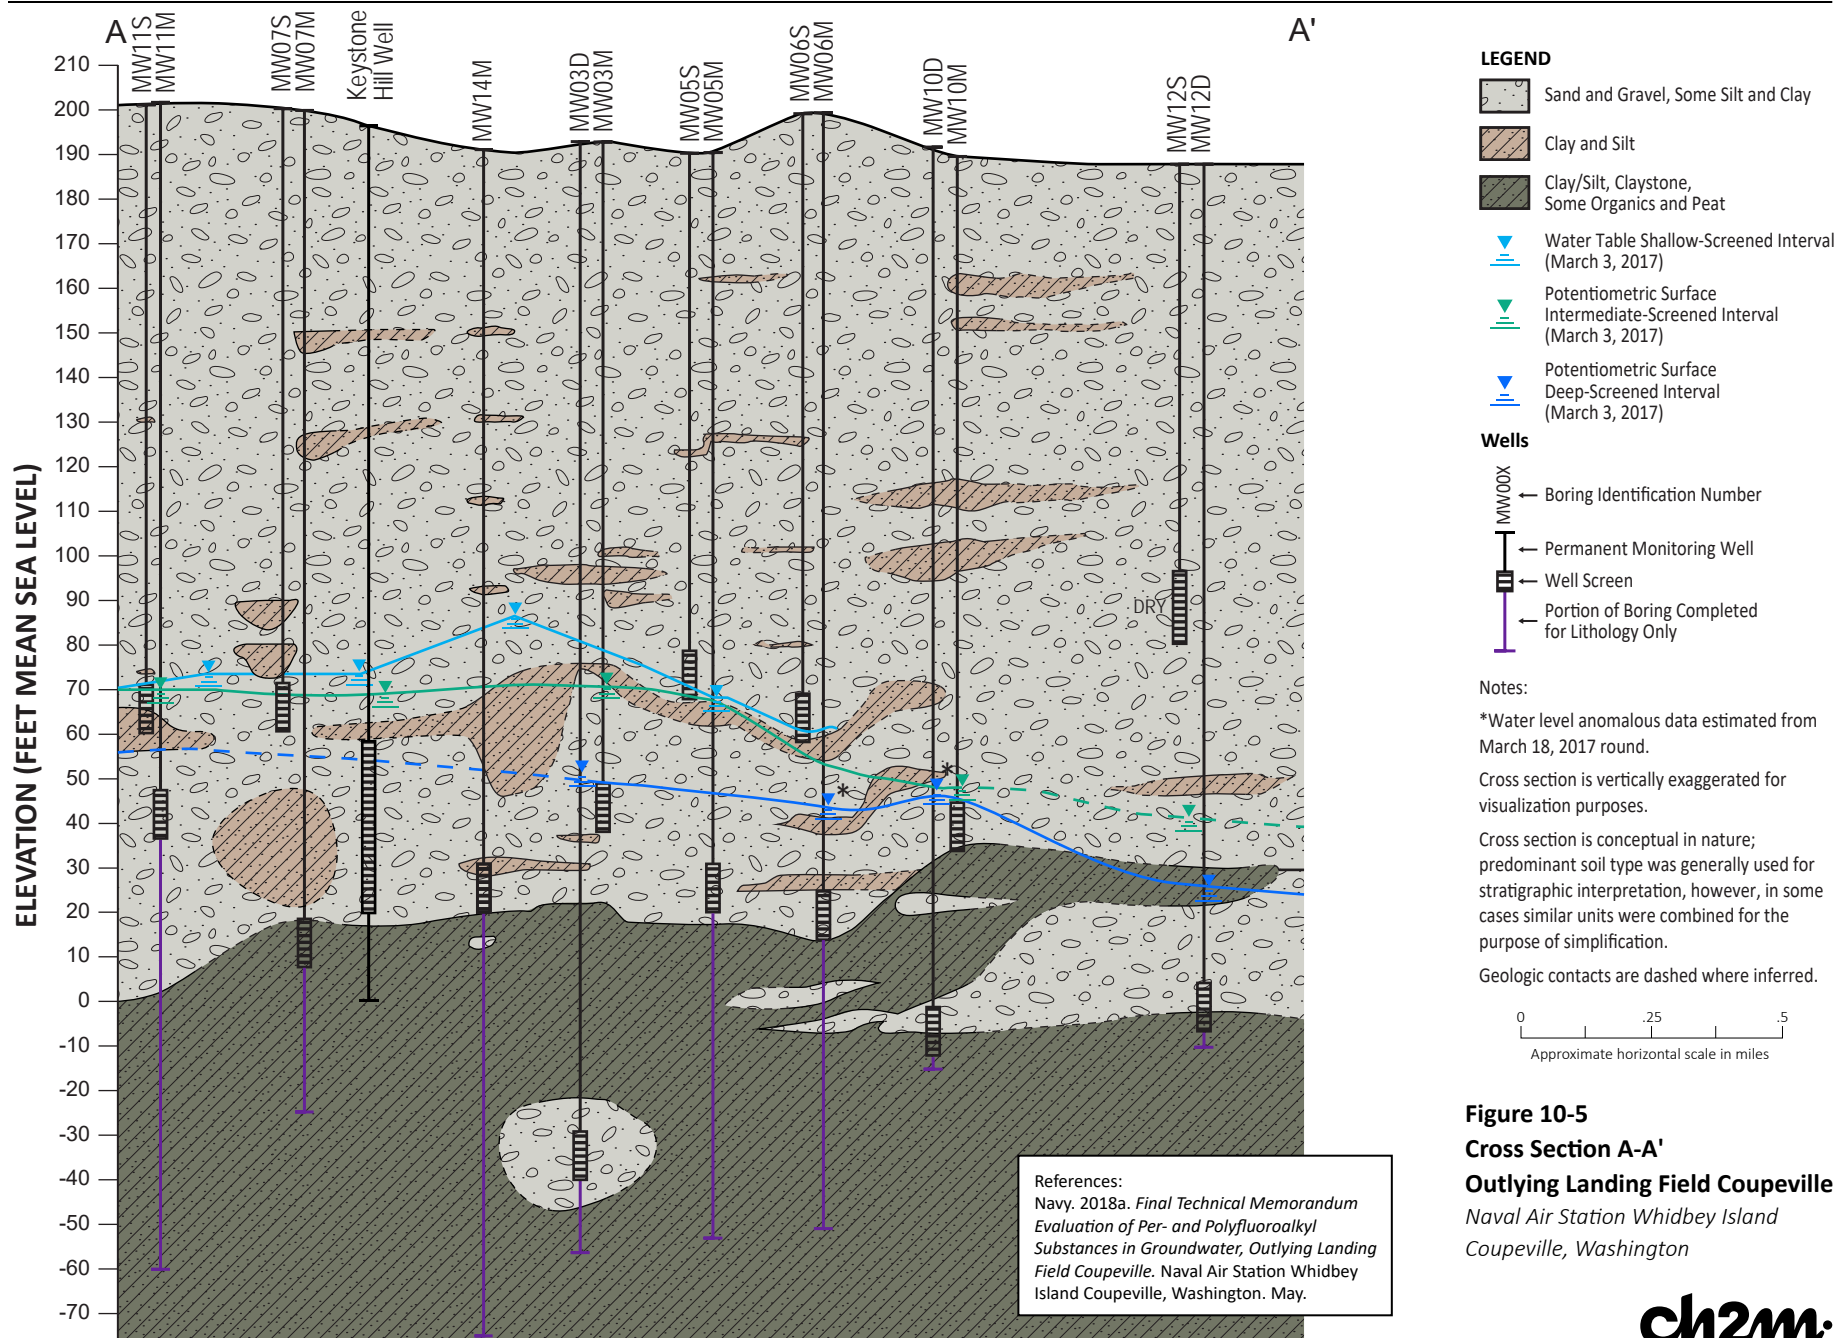 A
A'
MW11S
MW11M
MW07S
MW07M
Keystone
Hill Well
MW14M
MW03D
MW03M
MW05S
MW05M
MW06S
MW06M
MW10D
MW10M
MW12S
MW12D
ELEVATION (FEET MEAN SEA LEVEL)
210
200
190
180
170
160
150
140
130
120
110
100
90
80
70
60
50
40
30
20
10
0
-10
-20
-30
-40
-50
-60
-70
DRY
*
*
LEGEND
Sand and Gravel, Some Silt and Clay
Clay and Silt
Clay/Silt, Claystone,
Some Organics and Peat
Water Table Shallow-Screened Interval
(March 3, 2017)
Potentiometric Surface
Intermediate-Screened Interval
(March 3, 2017)
Potentiometric Surface
Deep-Screened Interval
(March 3, 2017)
Wells
MW00X
Boring Identification Number
Permanent Monitoring Well
Well Screen
Portion of Boring Completed
for Lithology Only
Notes:
*Water level anomalous data estimated from
March 18, 2017 round.
Cross section is vertically exaggerated for
visualization purposes.
Cross section is conceptual in nature;
predominant soil type was generally used for
stratigraphic interpretation, however, in some
cases similar units were combined for the
purpose of simplification.
Geologic contacts are dashed where inferred.
0 .25 .5
Approximate horizontal scale in miles
References:
Navy. 2018a. Final Technical Memorandum
Evaluation of Per- and Polyfluoroalkyl
Substances in Groundwater, Outlying Landing
Field Coupeville. Naval Air Station Whidbey
Island Coupeville, Washington. May.
Figure 10-5
Cross Section A-A'
Outlying Landing Field Coupeville
Naval Air Station Whidbey Island
Coupeville, Washington
ch2m: